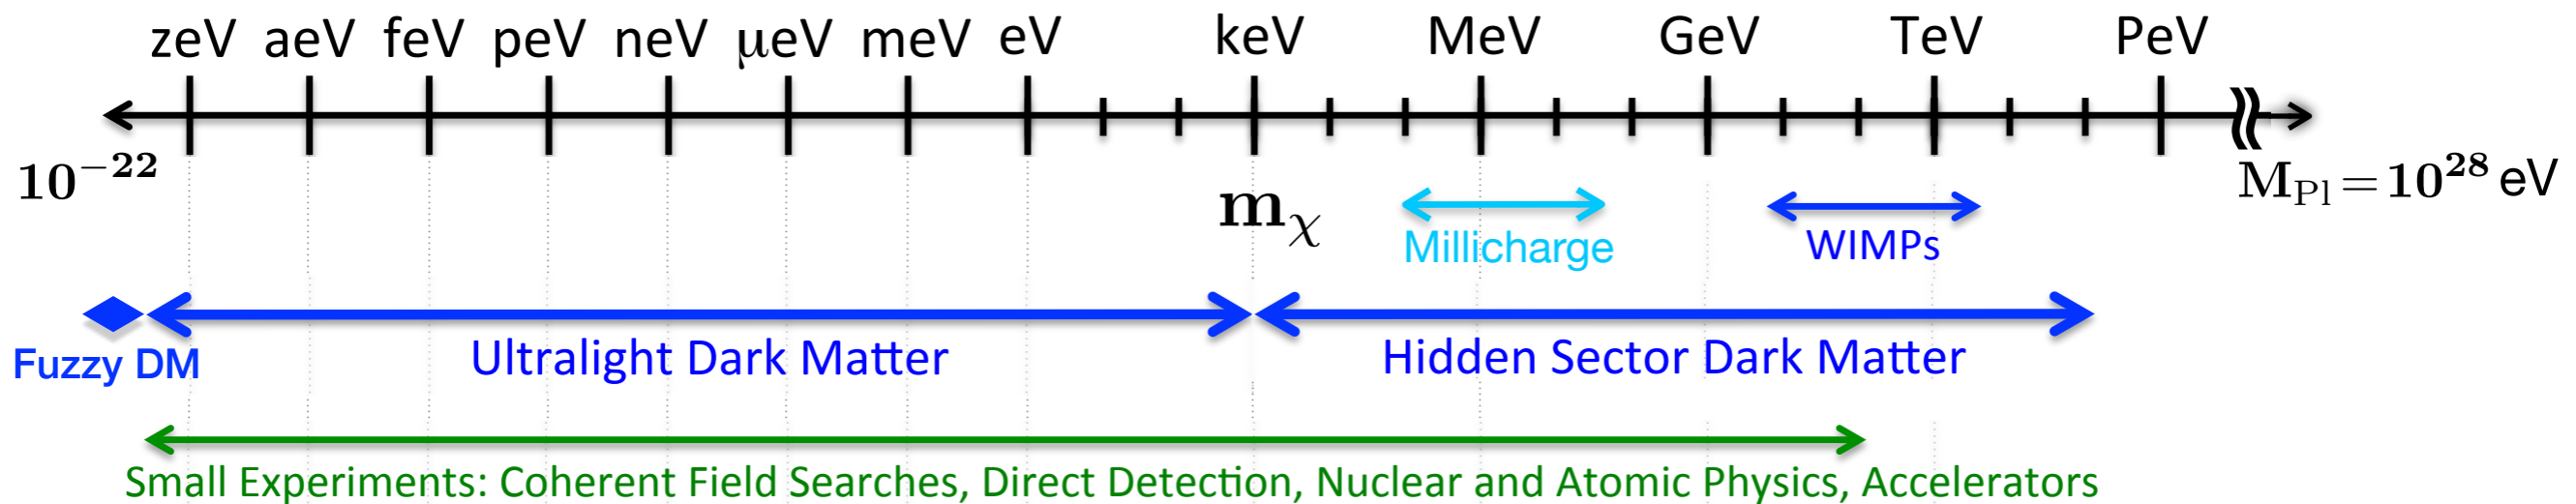 zeV aeV feV peV neV μeV meV eV keV MeV GeV TeV PeV
10⁻²² M_Pl = 10²⁸ eV
m_χ
Millicharge WIMPs
Fuzzy DM Ultralight Dark Matter Hidden Sector Dark Matter
Small Experiments: Coherent Field Searches, Direct Detection, Nuclear and Atomic Physics, Accelerators